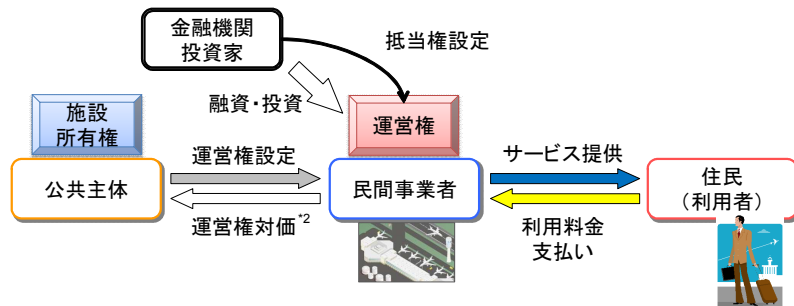 金融機関
投資家
抵当権設定
融資・投資
施設
所有権
運営権
公共主体
運営権設定
運営権対価*2
民間事業者
サービス提供
利用料金
支払い
住民
（利用者）